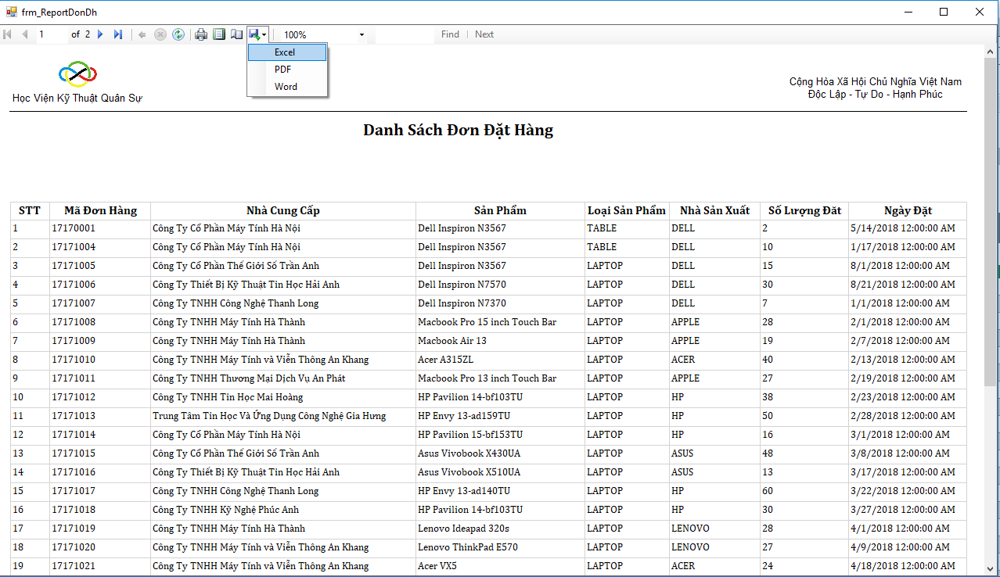 frm_ReportDonDh
1 of 2 100% Find | Next
Excel
PDF
Word
Học Viện Kỹ Thuật Quân Sự
Cộng Hòa Xã Hội Chủ Nghĩa Việt Nam
Độc Lập - Tự Do - Hạnh Phúc
Danh Sách Đơn Đặt Hàng
STT Mã Đơn Hàng Nhà Cung Cấp Sản Phẩm Loại Sản Phẩm Nhà Sản Xuất Số Lượng Đăt Ngày Đặt
1 17170001 Công Ty Cổ Phần Máy Tính Hà Nội Dell Inspiron N3567 TABLE DELL 2 5/14/2018 12:00:00 AM
2 17171004 Công Ty Cổ Phần Máy Tính Hà Nội Dell Inspiron N3567 TABLE DELL 10 1/17/2018 12:00:00 AM
3 17171005 Công Ty Cổ Phần Thế Giới Số Trần Anh Dell Inspiron N3567 LAPTOP DELL 15 8/1/2018 12:00:00 AM
4 17171006 Công Ty Thiết Bị Kỹ Thuật Tin Học Hải Anh Dell Inspiron N7570 LAPTOP DELL 30 8/21/2018 12:00:00 AM
5 17171007 Công Ty TNHH Công Nghệ Thanh Long Dell Inspiron N7370 LAPTOP DELL 7 1/1/2018 12:00:00 AM
6 17171008 Công Ty TNHH Máy Tính Hà Thành Macbook Pro 15 inch Touch Bar LAPTOP APPLE 28 2/1/2018 12:00:00 AM
7 17171009 Công Ty TNHH Máy Tính Hà Thành Macbook Air 13 LAPTOP APPLE 19 2/7/2018 12:00:00 AM
8 17171010 Công Ty TNHH Máy Tính và Viễn Thông An Khang Acer A315ZL LAPTOP ACER 40 2/13/2018 12:00:00 AM
9 17171011 Công Ty TNHH Thương Mại Dịch Vụ An Phát Macbook Pro 13 inch Touch Bar LAPTOP APPLE 27 2/19/2018 12:00:00 AM
10 17171012 Công Ty TNHH Tin Học Mai Hoàng HP Pavilion 14-bf103TU LAPTOP HP 38 2/23/2018 12:00:00 AM
11 17171013 Trung Tâm Tin Học Và Ứng Dụng Công Nghệ Gia Hưng HP Envy 13-ad159TU LAPTOP HP 50 2/28/2018 12:00:00 AM
12 17171014 Công Ty Cổ Phần Máy Tính Hà Nội HP Pavilion 15-bf153TU LAPTOP HP 16 3/1/2018 12:00:00 AM
13 17171015 Công Ty Cổ Phần Thế Giới Số Trần Anh Asus Vivobook X430UA LAPTOP ASUS 48 3/8/2018 12:00:00 AM
14 17171016 Công Ty Thiết Bị Kỹ Thuật Tin Học Hải Anh Asus Vivobook X510UA LAPTOP ASUS 13 3/17/2018 12:00:00 AM
15 17171017 Công Ty TNHH Công Nghệ Thanh Long HP Envy 13-ad140TU LAPTOP HP 60 3/22/2018 12:00:00 AM
16 17171018 Công Ty TNHH Kỹ Nghệ Phúc Anh HP Pavilion 14-bf103TU LAPTOP HP 30 3/27/2018 12:00:00 AM
17 17171019 Công Ty TNHH Máy Tính Hà Thành Lenovo Ideapad 320s LAPTOP LENOVO 28 4/1/2018 12:00:00 AM
18 17171020 Công Ty TNHH Máy Tính và Viễn Thông An Khang Lenovo ThinkPad E570 LAPTOP LENOVO 27 4/9/2018 12:00:00 AM
19 17171021 Công Ty TNHH Máy Tính và Viễn Thông An Khang Acer VX5 LAPTOP ACER 24 4/18/2018 12:00:00 AM